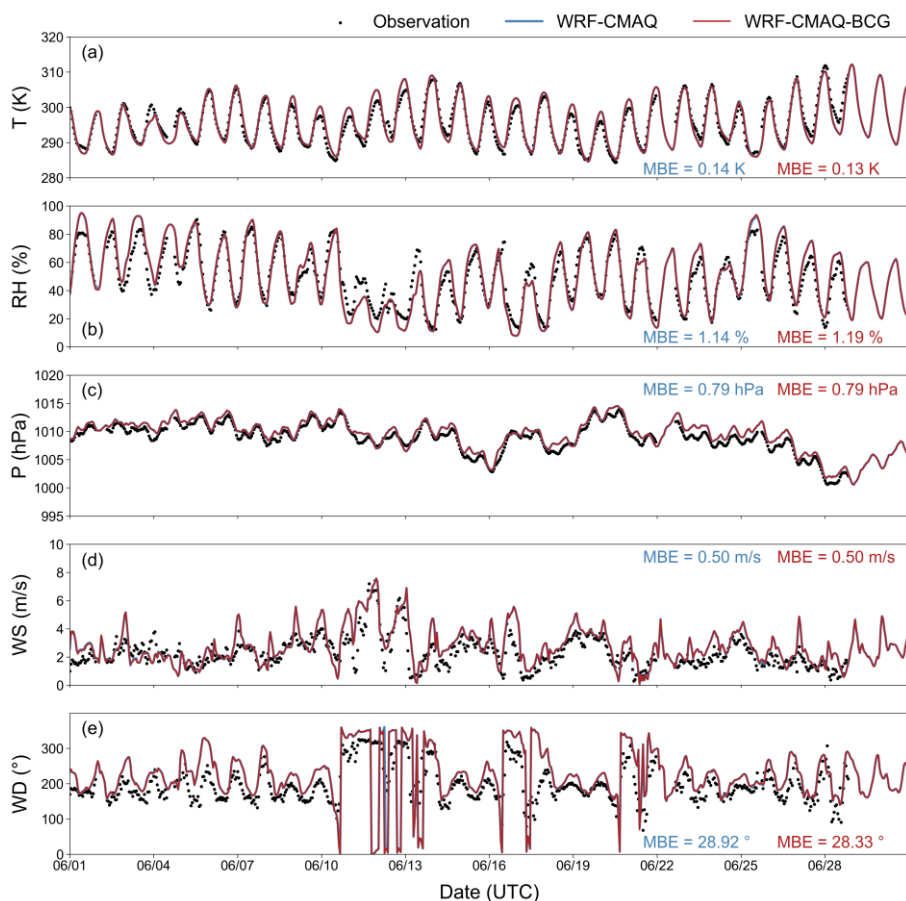 Observation WRF-CMAQ WRF-CMAQ-BCG
(a)
T (K)
320
310
300
290
280
MBE = 0.14 K MBE = 0.13 K
RH (%)
100
80
60
40
20
0
(b)
MBE = 1.14 % MBE = 1.19 %
(c)
P (hPa)
1020
1015
1010
1005
1000
995
MBE = 0.79 hPa MBE = 0.79 hPa
(d)
WS (m/s)
10
8
6
4
2
0
MBE = 0.50 m/s MBE = 0.50 m/s
(e)
WD (°)
300
200
100
0
MBE = 28.92 ° MBE = 28.33 °
06/01 06/04 06/07 06/10 06/13 06/16 06/19 06/22 06/25 06/28
Date (UTC)